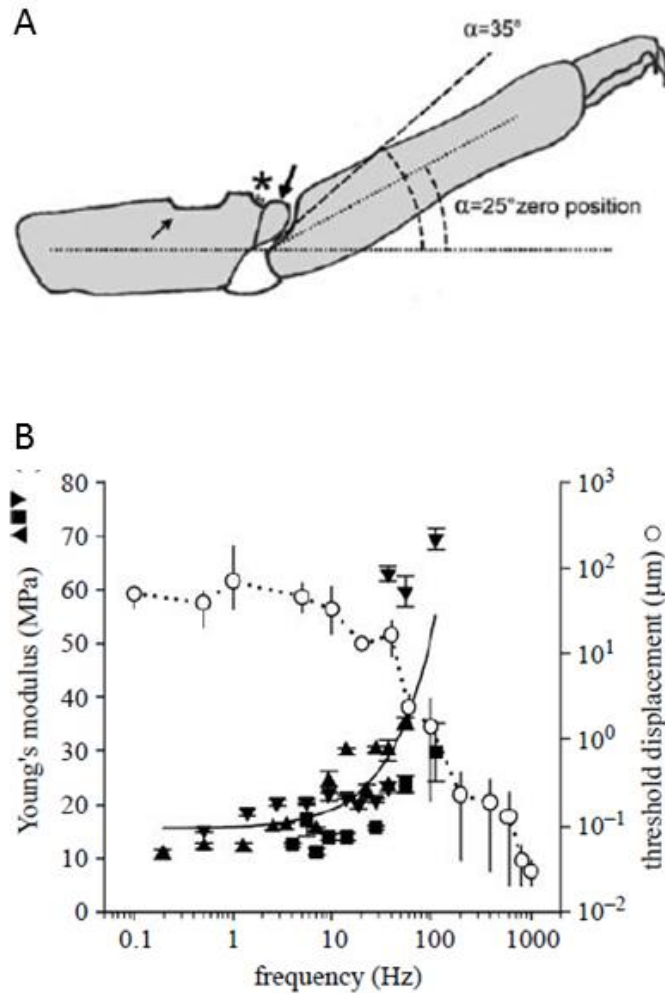 A
α=35°
*
α=25°zero position
B
Young's modulus (MPa)
80
70
60
50
40
30
20
10
0
10³
10²
10¹
10⁰
10⁻¹
10⁻²
threshold displacement (µm)
0.1 1 10 100 1000
frequency (Hz)